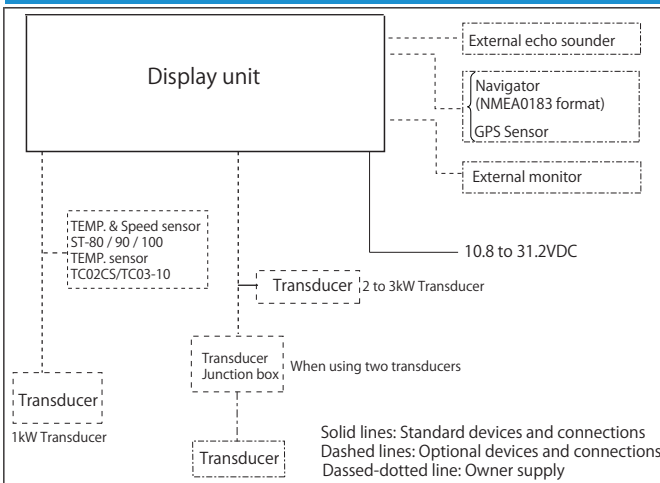 Display unit
External echo sounder
Navigator
(NMEA0183 format)
GPS Sensor
External monitor
TEMP. & Speed sensor
ST-80 / 90 / 100
TEMP. sensor
TC02CS/TC03-10
10.8 to 31.2VDC
Transducer 2 to 3kW Transducer
Transducer
Junction box
When using two transducers
Transducer
1kW Transducer
Transducer
Solid lines: Standard devices and connections
Dashed lines: Optional devices and connections
Dassed-dotted line: Owner supply